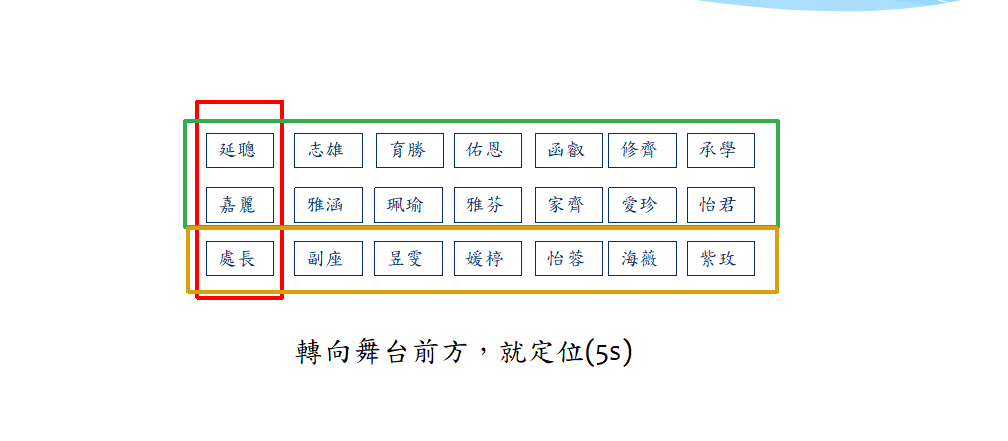 延聰 志雄 育勝 佑恩 函叡 修齊 承學
嘉麗 雅涵 珮瑜 雅芬 家齊 愛珍 怡君
處長 副座 昱雯 媛楟 怡蓉 海薇 紫玫
轉向舞台前方，就定位(5s)